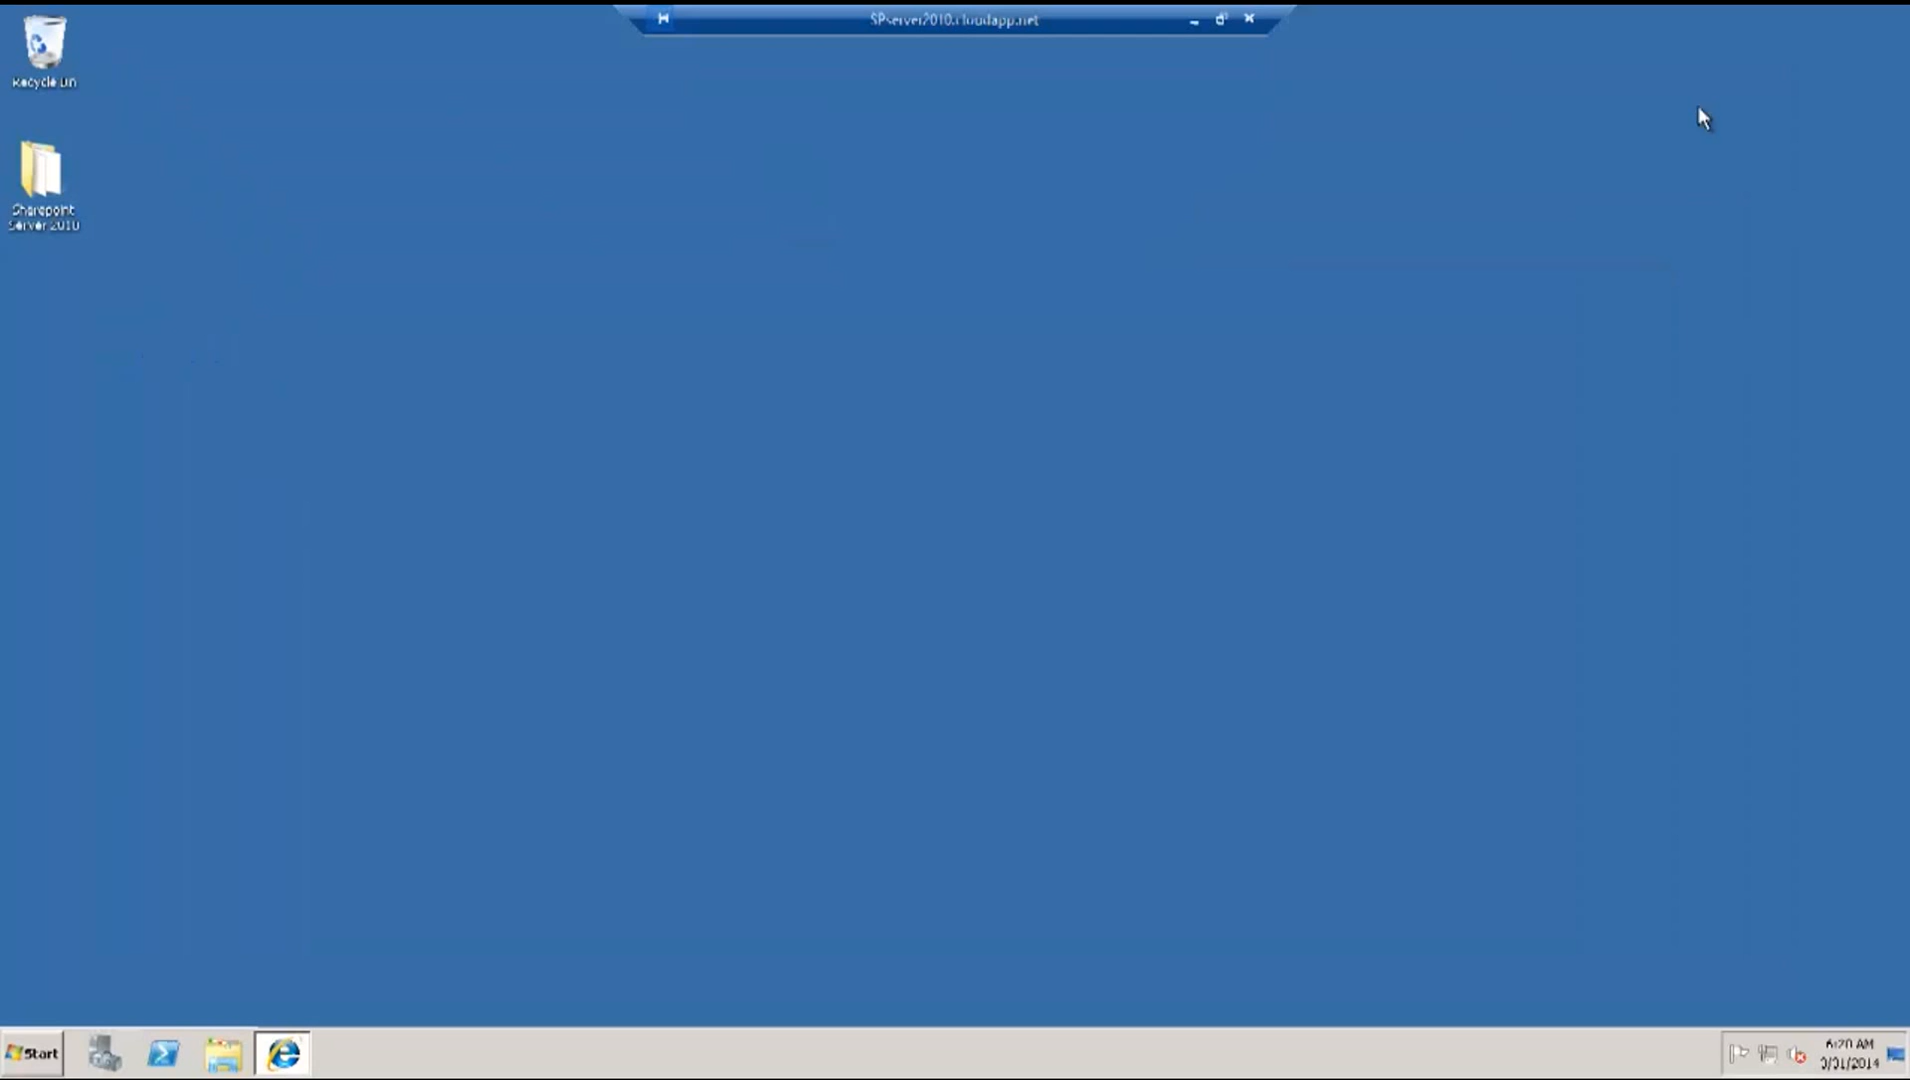 SPserver2010.cloudapp.net
Recycle Bin
Sharepoint
Server 2010
Start
6:20 AM
3/31/2014